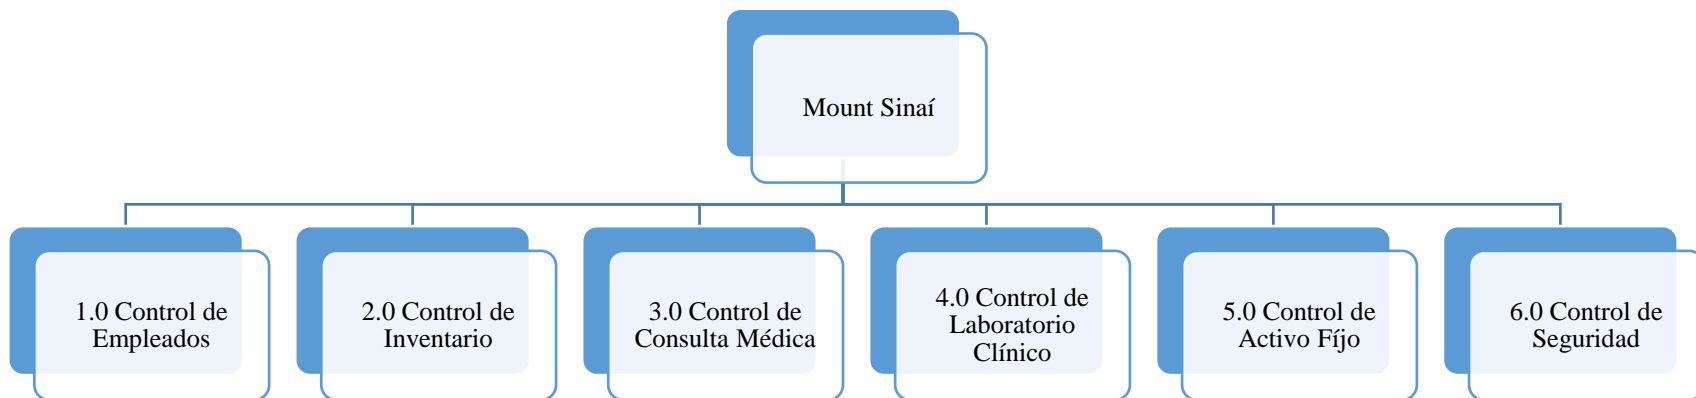 Mount Sinaí
1.0 Control de
Empleados
2.0 Control de
Inventario
3.0 Control de
Consulta Médica
4.0 Control de
Laboratorio
Clínico
5.0 Control de
Activo Fíjo
6.0 Control de
Seguridad